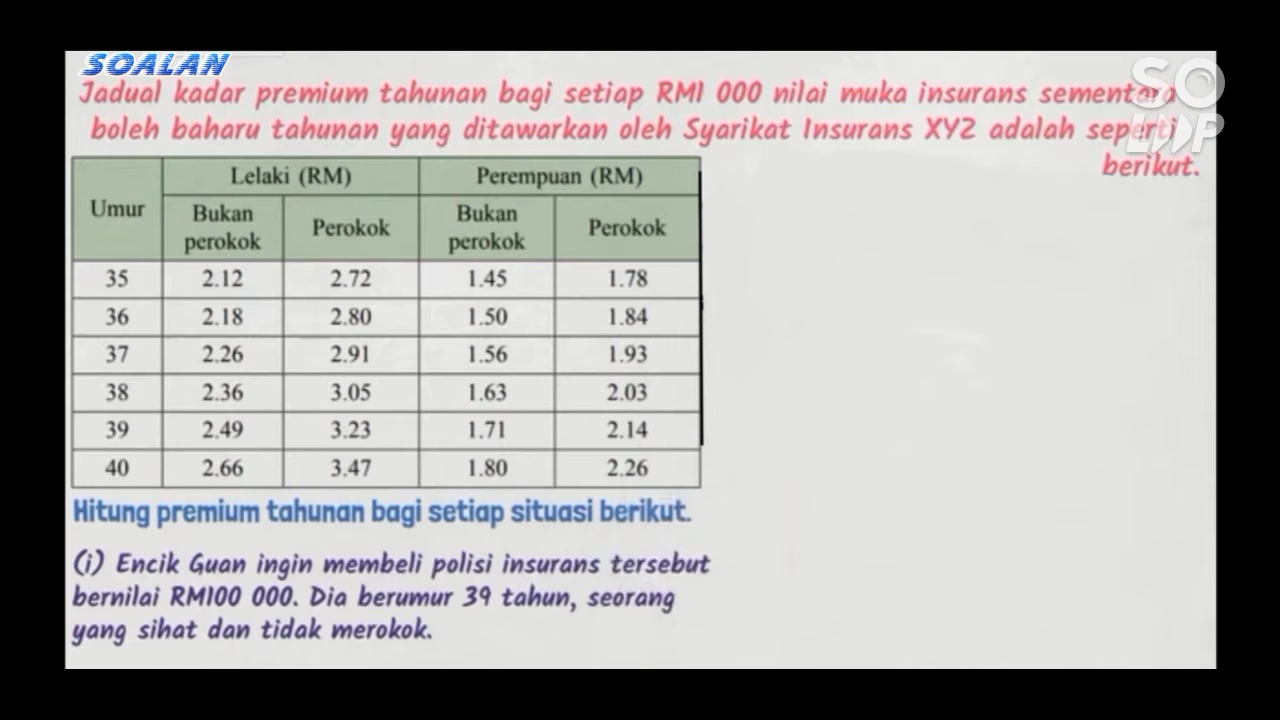 SOALAN
Jadual kadar premium tahunan bagi setiap RM1 000 nilai muka insurans sementara
boleh baharu tahunan yang ditawarkan oleh Syarikat Insurans XYZ adalah seperti
berikut.
SO
LOOP
Umur Lelaki (RM) Perempuan (RM)
Bukan perokok Perokok Bukan perokok Perokok
35 2.12 2.72 1.45 1.78
36 2.18 2.80 1.50 1.84
37 2.26 2.91 1.56 1.93
38 2.36 3.05 1.63 2.03
39 2.49 3.23 1.71 2.14
40 2.66 3.47 1.80 2.26
Hitung premium tahunan bagi setiap situasi berikut.
(i) Encik Guan ingin membeli polisi insurans tersebut
bernilai RM100 000. Dia berumur 39 tahun, seorang
yang sihat dan tidak merokok.